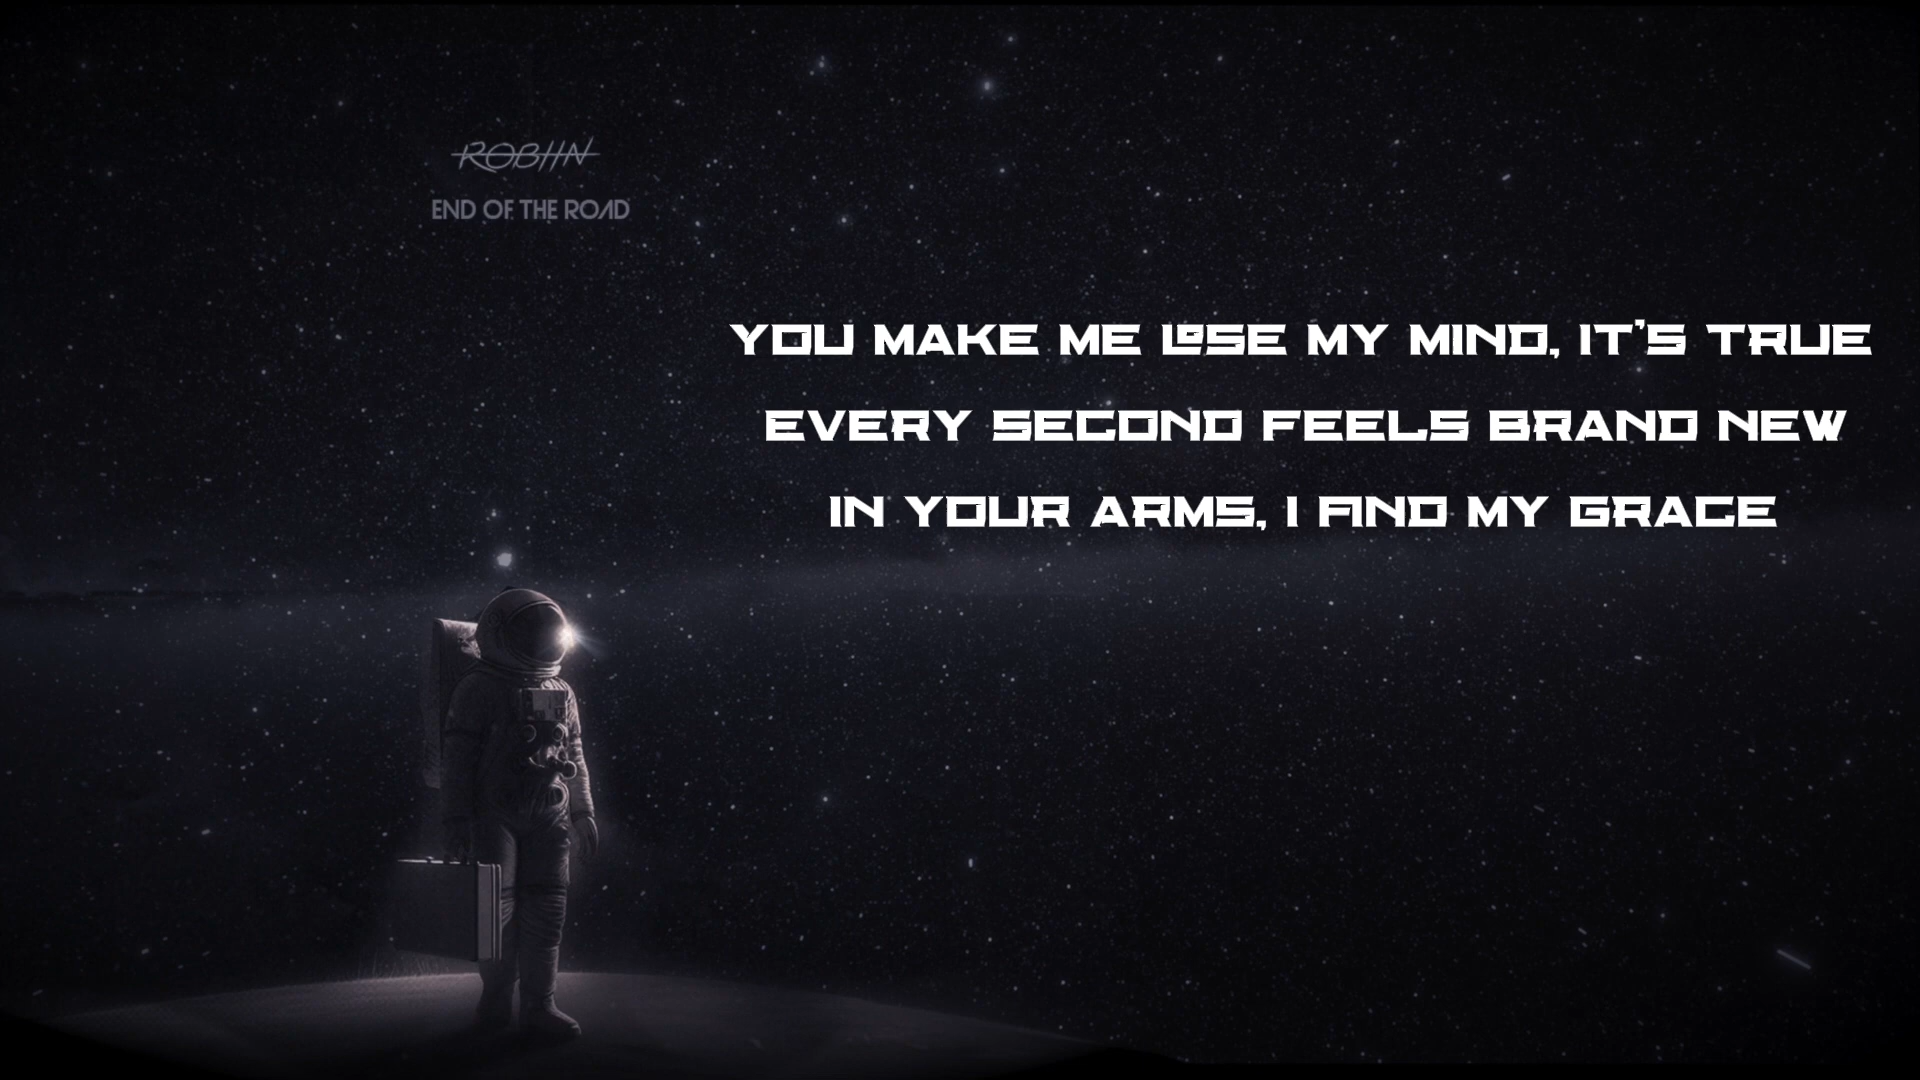 ROBIIN
END OF THE ROAD
YOU MAKE ME LOSE MY MIND, IT'S TRUE
EVERY SECOND FEELS BRAND NEW
IN YOUR ARMS, I FIND MY GRACE